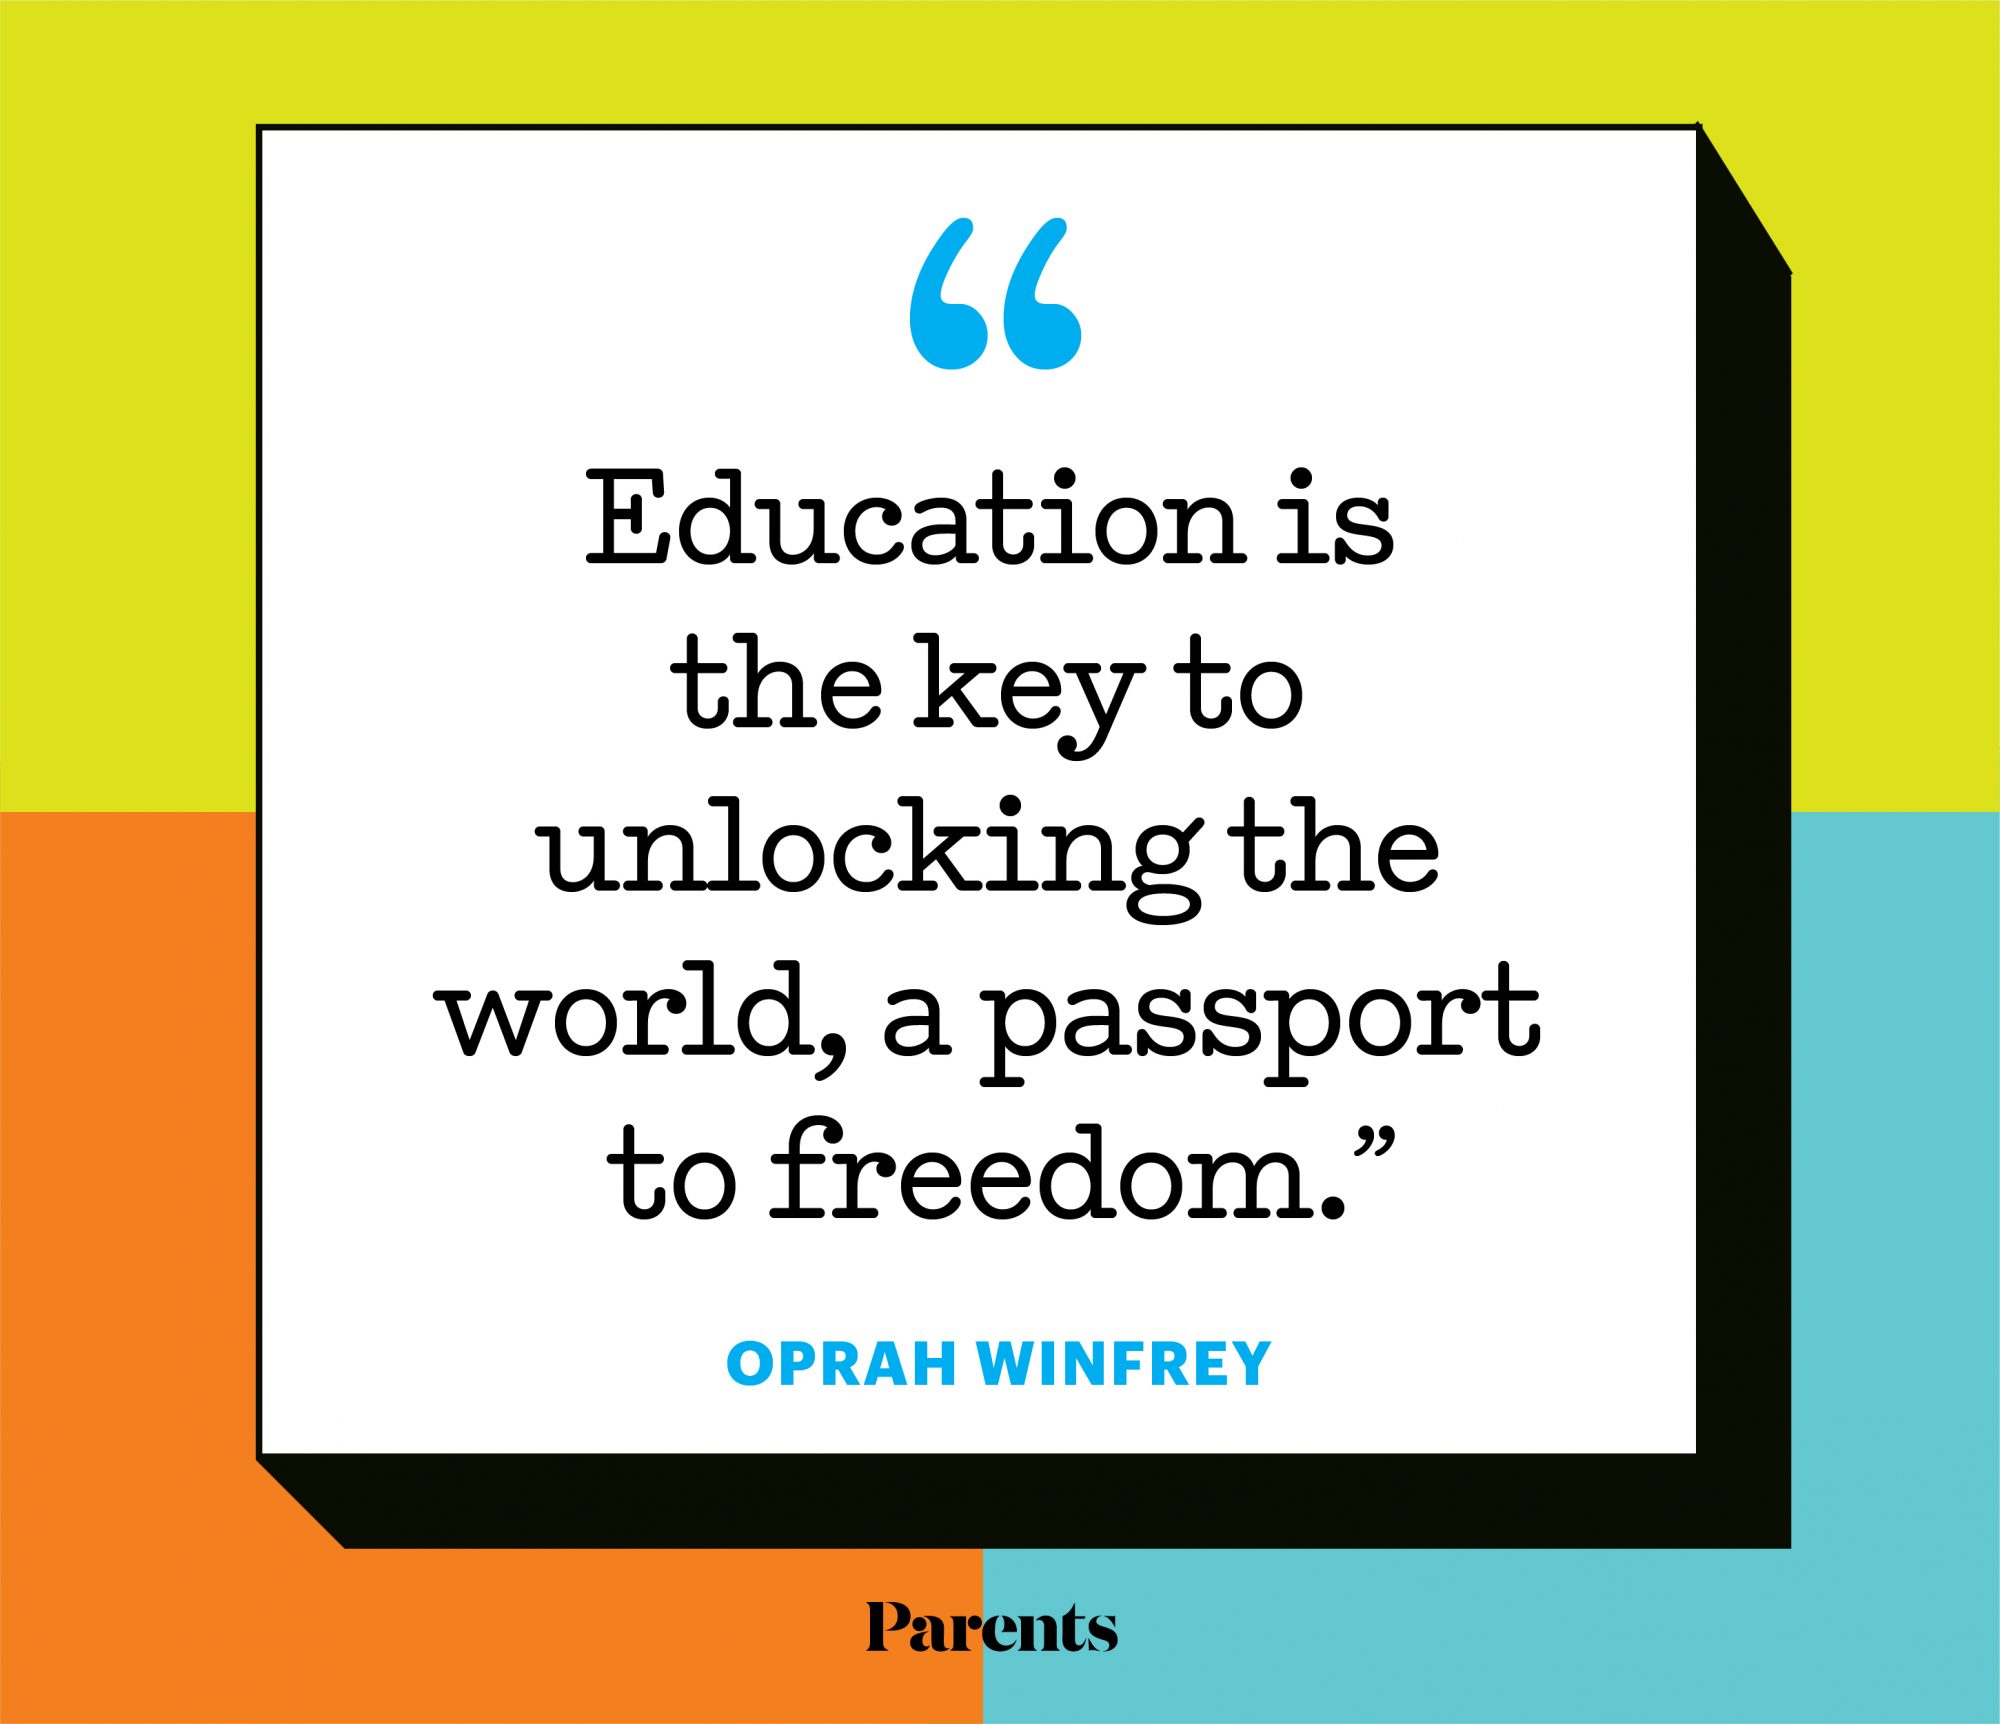 “
Education is
the key to
unlocking the
world, a passport
to freedom.”
OPRAH WINFREY
Parents